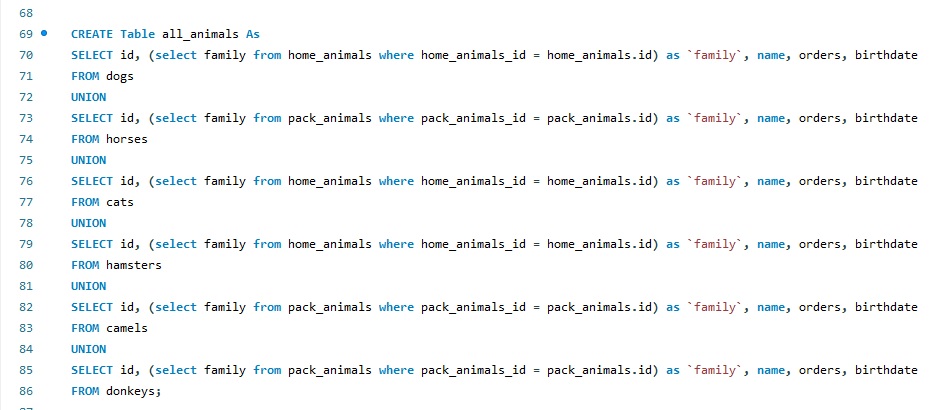 68
69 CREATE Table all_animals As
70 SELECT id, (select family from home_animals where home_animals_id = home_animals.id) as `family`, name, orders, birthdate
71 FROM dogs
72 UNION
73 SELECT id, (select family from pack_animals where pack_animals_id = pack_animals.id) as `family`, name, orders, birthdate
74 FROM horses
75 UNION
76 SELECT id, (select family from home_animals where home_animals_id = home_animals.id) as `family`, name, orders, birthdate
77 FROM cats
78 UNION
79 SELECT id, (select family from home_animals where home_animals_id = home_animals.id) as `family`, name, orders, birthdate
80 FROM hamsters
81 UNION
82 SELECT id, (select family from pack_animals where pack_animals_id = pack_animals.id) as `family`, name, orders, birthdate
83 FROM camels
84 UNION
85 SELECT id, (select family from pack_animals where pack_animals_id = pack_animals.id) as `family`, name, orders, birthdate
86 FROM donkeys;